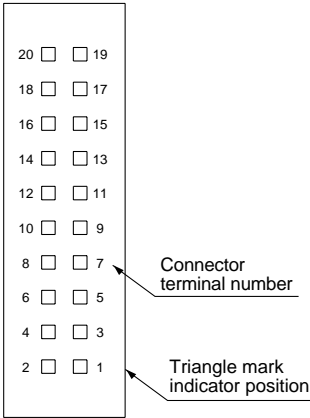 20 19
18 17
16 15
14 13
12 11
10 9
8 7
Connector
terminal number
6 5
4 3
2 1
Triangle mark
indicator position